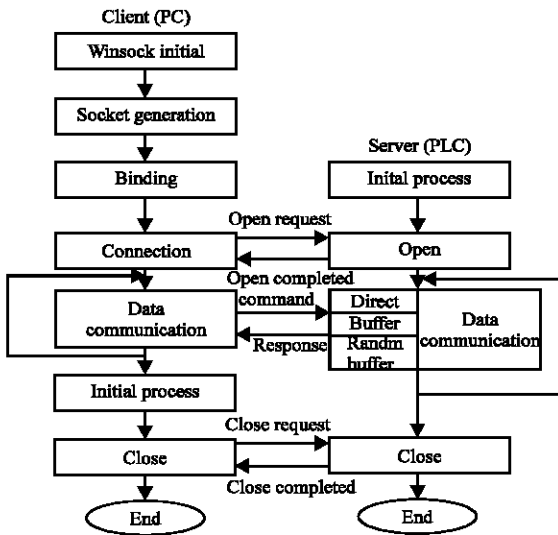 Client (PC)
Winsock initial
Socket generation
Server (PLC)
Binding
Inital process
Open request
Connection
Open
Open completed
command
Data
communication
Direct
Buffer
Randm
buffer
Data
communication
Response
Initial process
Close request
Close
Close
Close completed
End
End